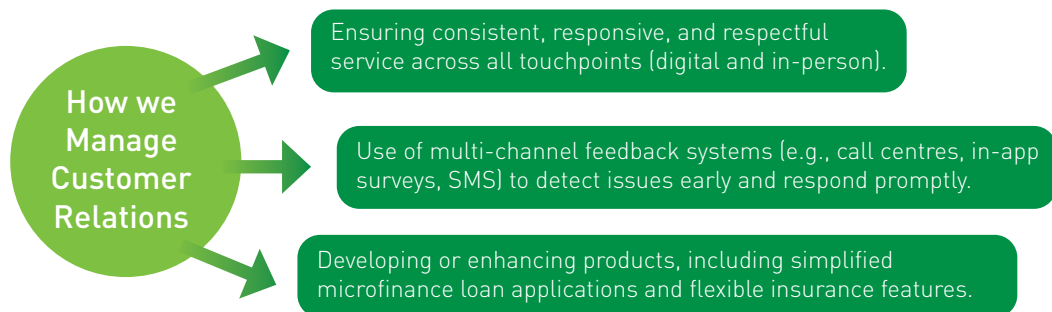 How we
Manage
Customer
Relations
Ensuring consistent, responsive, and respectful
service across all touchpoints (digital and in-person).
Use of multi-channel feedback systems (e.g., call centres, in-app
surveys, SMS) to detect issues early and respond promptly.
Developing or enhancing products, including simplified
microfinance loan applications and flexible insurance features.